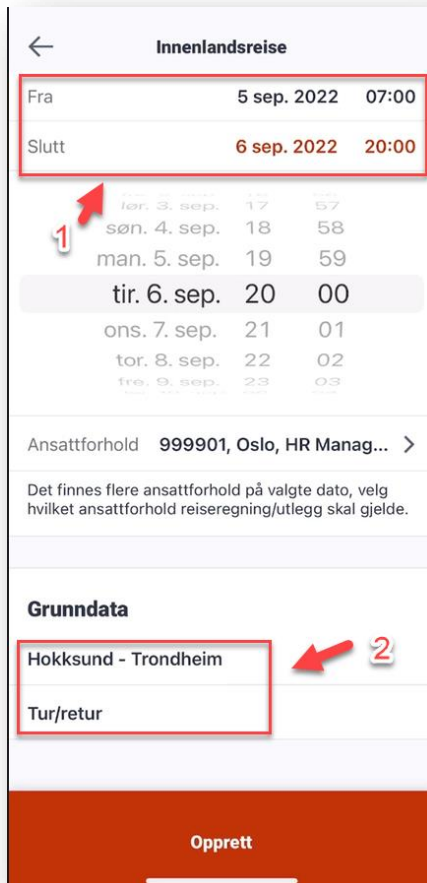 Innenlandsreise
Fra 5 sep. 2022 07:00
Slutt 6 sep. 2022 20:00
1
lør. 3. sep. 17 57
søn. 4. sep. 18 58
man. 5. sep. 19 59
tir. 6. sep. 20 00
ons. 7. sep. 21 01
tor. 8. sep. 22 02
fre. 9. sep. 23 03
Ansattforhold 999901, Oslo, HR Manag...
Det finnes flere ansattforhold på valgte dato, velg
hvilket ansattforhold reiseregning/utlegg skal gjelde.
Grunndata
Hokksund - Trondheim
2
Tur/retur
Opprett